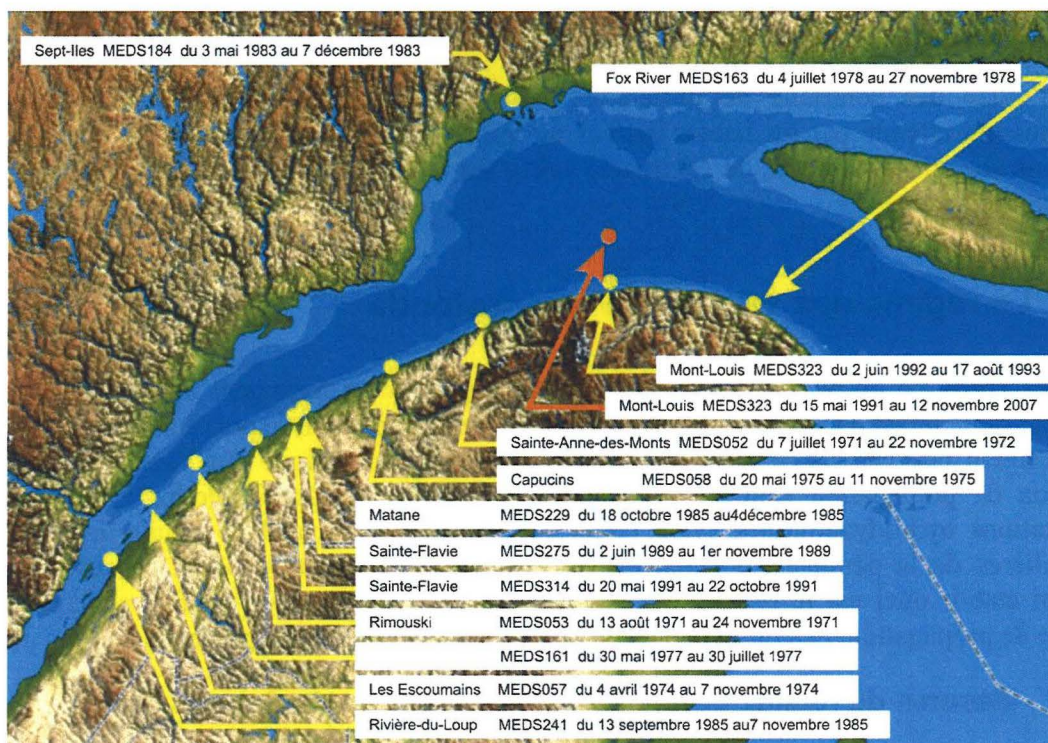 Sept-Iles MEDS184 du 3 mai 1983 au 7 décembre 1983
Fox River MEDS163 du 4 juillet 1978 au 27 novembre 1978
Mont-Louis MEDS323 du 2 juin 1992 au 17 août 1993
Mont-Louis MEDS323 du 15 mai 1991 au 12 novembre 2007
Sainte-Anne-des-Monts MEDS052 du 7 juillet 1971 au 22 novembre 1972
Capucins MEDS058 du 20 mai 1975 au 11 novembre 1975
Matane MEDS229 du 18 octobre 1985 au4décembre 1985
Sainte-Flavie MEDS275 du 2 juin 1989 au 1er novembre 1989
Sainte-Flavie MEDS314 du 20 mai 1991 au 22 octobre 1991
Rimouski MEDS053 du 13 août 1971 au 24 novembre 1971
MEDS161 du 30 mai 1977 au 30 juillet 1977
Les Escoumains MEDS057 du 4 avril 1974 au 7 novembre 1974
Rivière-du-Loup MEDS241 du 13 septembre 1985 au7 novembre 1985